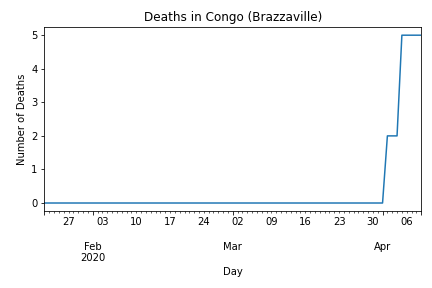 Deaths in Congo (Brazzaville)
Number of Deaths
5
4
3
2
1
0
27 03 10 17 24 02 09 16 23 30 06
Feb Mar Apr
2020
Day